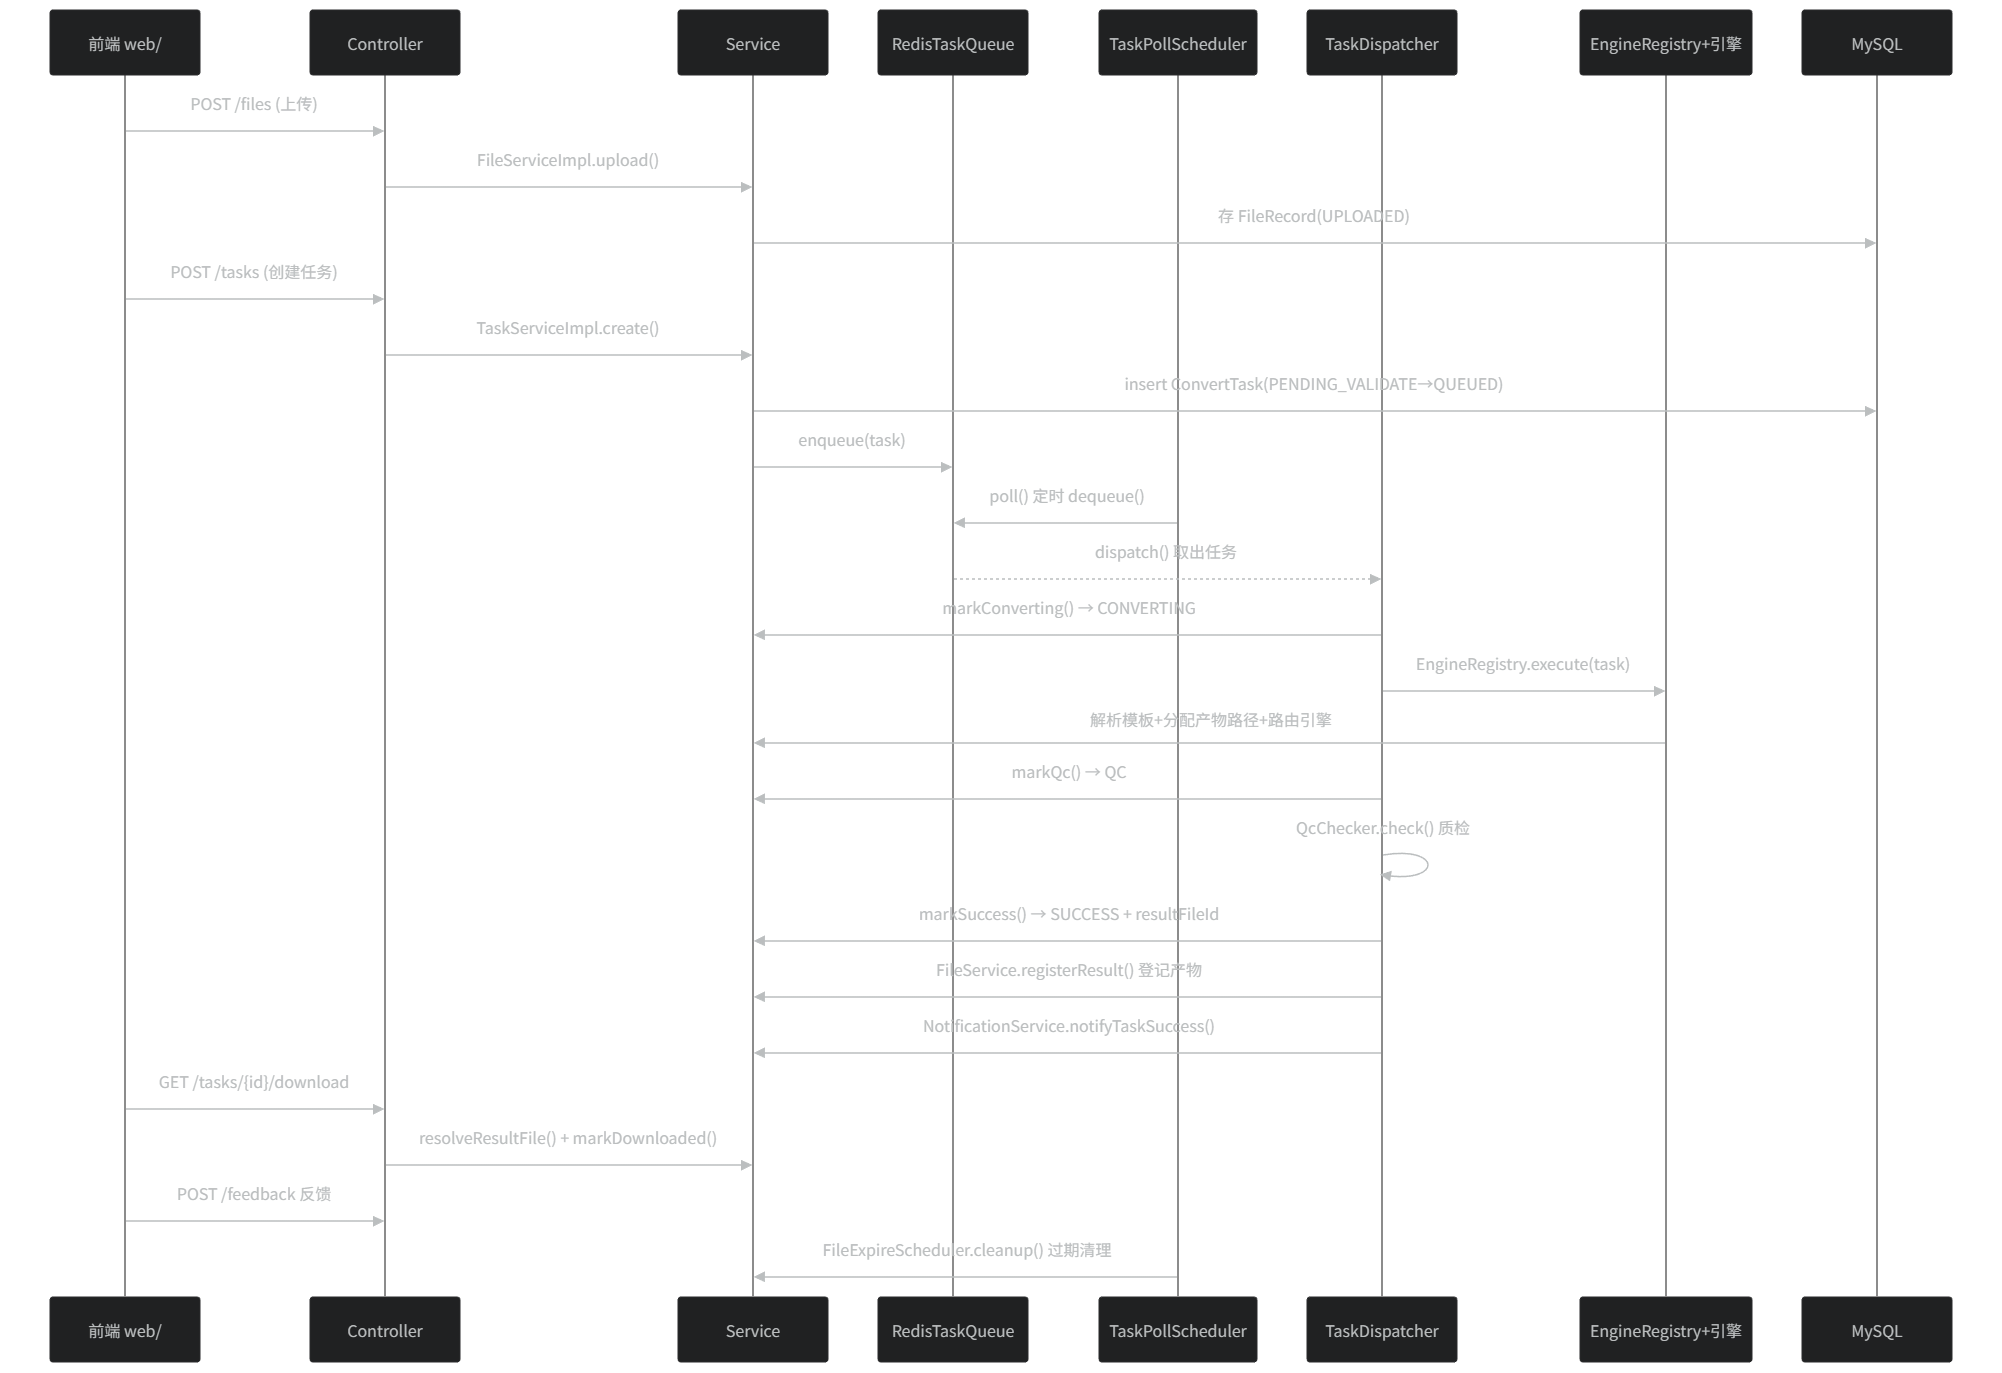 前端 web/
Controller
Service
RedisTaskQueue
TaskPollScheduler
TaskDispatcher
EngineRegistry+引擎
MySQL
POST /files (上传)
FileServiceImpl.upload()
存 FileRecord(UPLOADED)
POST /tasks (创建任务)
TaskServiceImpl.create()
insert ConvertTask(PENDING_VALIDATE→QUEUED)
enqueue(task)
poll() 定时 dequeue()
dispatch() 取出任务
markConverting() → CONVERTING
EngineRegistry.execute(task)
解析模板+分配产物路径+路由引擎
markQc() → QC
QcChecker.check() 质检
markSuccess() → SUCCESS + resultFileId
FileService.registerResult() 登记产物
NotificationService.notifyTaskSuccess()
GET /tasks/{id}/download
resolveResultFile() + markDownloaded()
POST /feedback 反馈
FileExpireScheduler.cleanup() 过期清理
前端 web/
Controller
Service
RedisTaskQueue
TaskPollScheduler
TaskDispatcher
EngineRegistry+引擎
MySQL